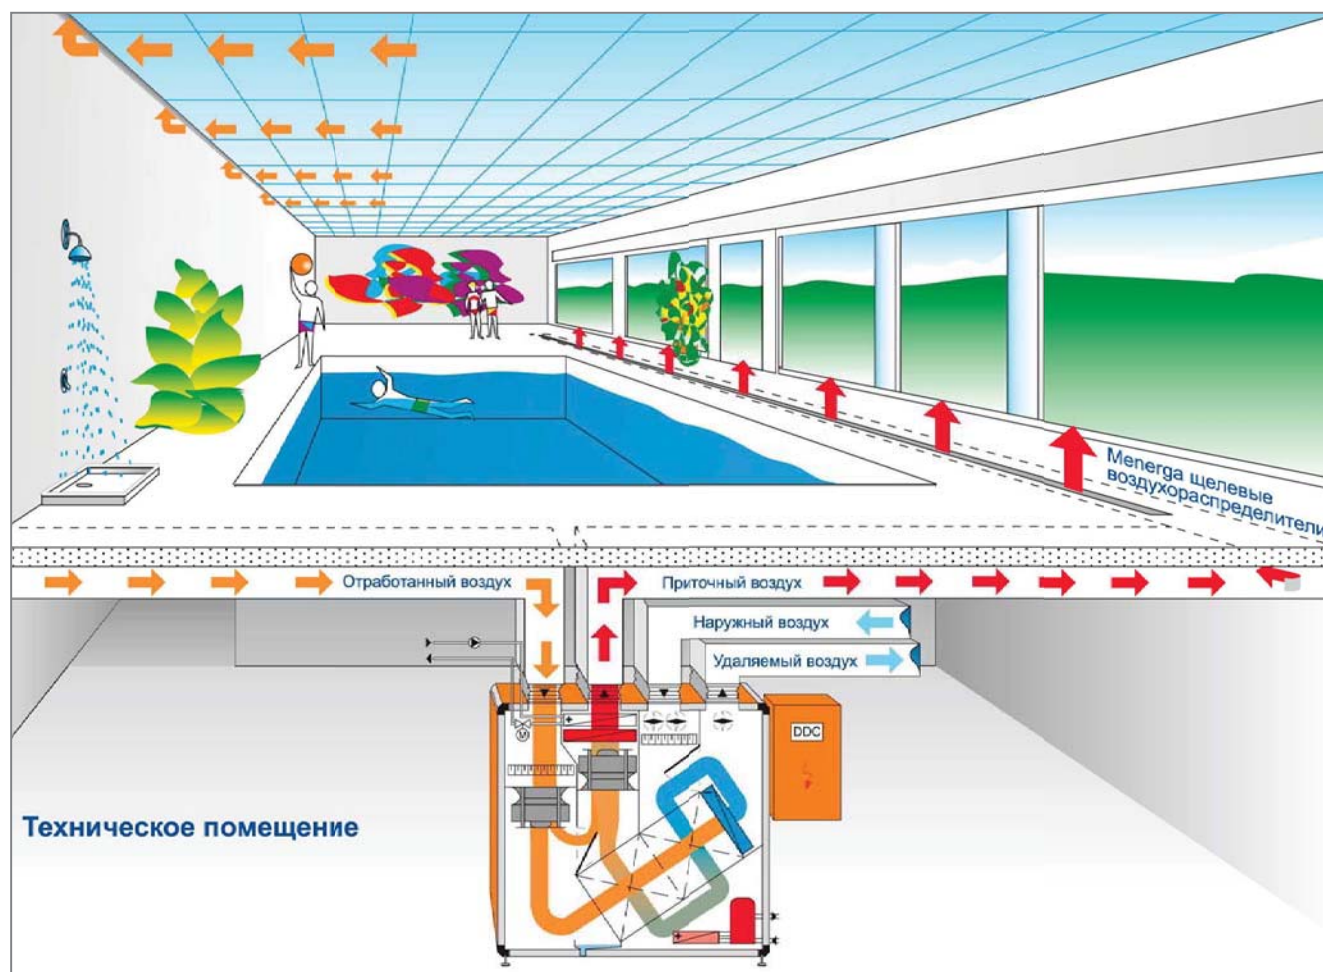 Menerga щелевые
воздухораспределители
Отработанный воздух
Приточный воздух
Наружный воздух
Удаляемый воздух
DDC
M
Техническое помещение